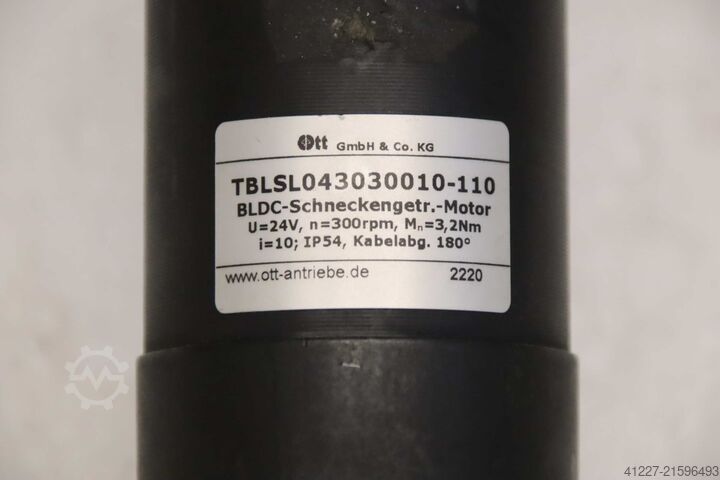 Ott GmbH & Co. KG
TBLSL043030010-110
BLDC-Schneckengetr.-Motor
U=24V, n=300rpm, Mn=3,2Nm
i=10; IP54, Kabelabg. 180°
www.ott-antriebe.de 2220
41227-21596493